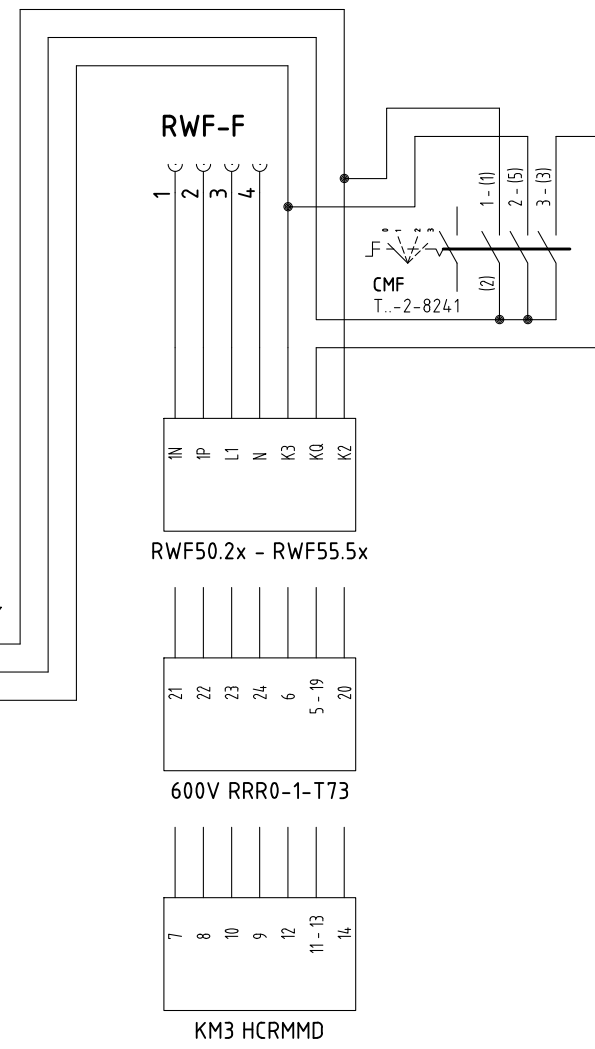 RWF-F
1 2 3 4
1 - (1) 2 - (5) 3 - (3)
0 1 2 3
CMF
T..-2-8241
(2)
1N 1P L1 N K3 KQ K2
RWF50.2x - RWF55.5x
21 22 23 24 6 5 - 19 20
600V RRR0-1-T73
7 8 10 9 12 11 - 13 14
KM3 HCRMMD